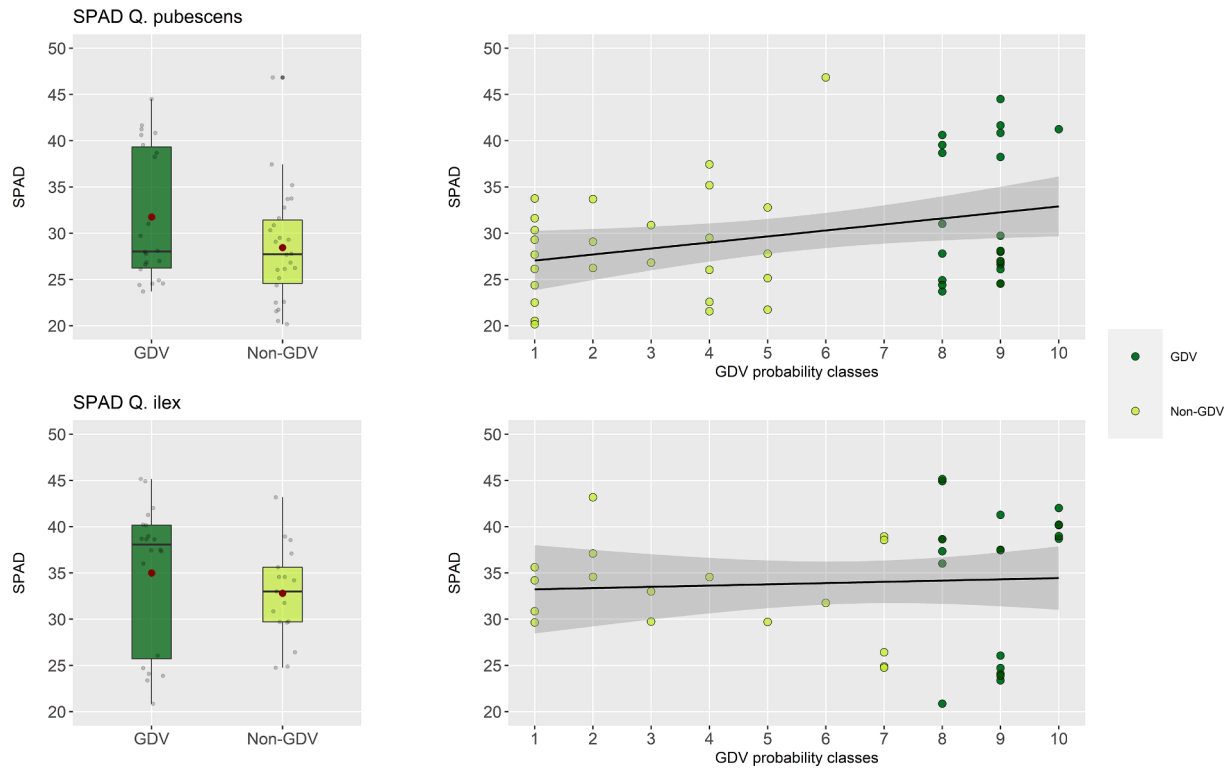 SPAD Q. pubescens
SPAD
50
45
40
35
30
25
20
GDV Non-GDV
SPAD
50
45
40
35
30
25
20
1 2 3 4 5 6 7 8 9 10
GDV probability classes
GDV
Non-GDV
SPAD Q. ilex
SPAD
50
45
40
35
30
25
20
GDV Non-GDV
SPAD
50
45
40
35
30
25
20
1 2 3 4 5 6 7 8 9 10
GDV probability classes